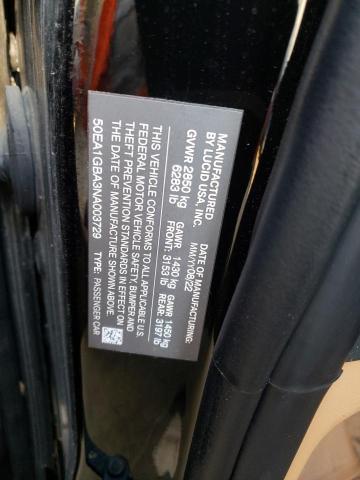 MANUFACTURED
BY LUCID USA, INC.
DATE OF MANUFACTURING:
MM/YY:08/22
GVWR 2850 kg
6283 lb
GAWR
FRONT:
1430 kg
3153 lb
GAWR
REAR:
1450 kg
3197 lb
THIS VEHICLE CONFORMS TO ALL APPLICABLE U.S.
FEDERAL MOTOR VEHICLE SAFETY, BUMPER AND
THEFT PREVENTION STANDARDS IN EFFECT ON
THE DATE OF MANUFACTURE SHOWN ABOVE.
50EA1GBA3NA003729
TYPE: PASSENGER CAR